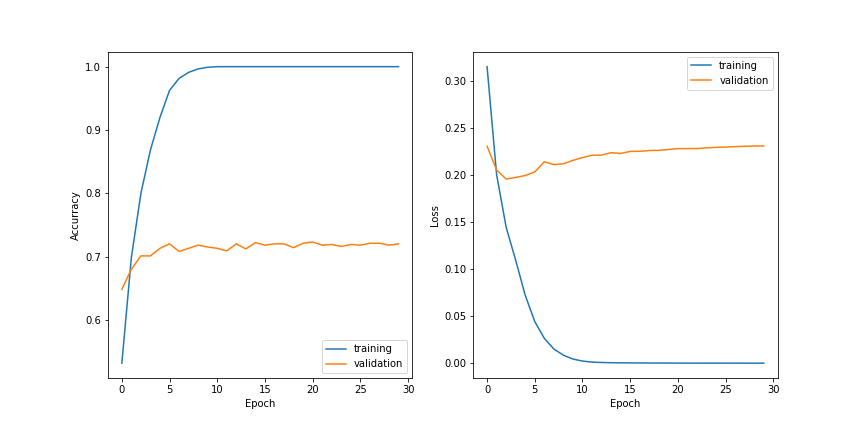 1.0
0.9
0.8
0.7
0.6
Accurracy
0 5 10 15 20 25 30
Epoch
training
validation
0.30
0.25
0.20
0.15
0.10
0.05
0.00
Loss
0 5 10 15 20 25 30
Epoch
training
validation